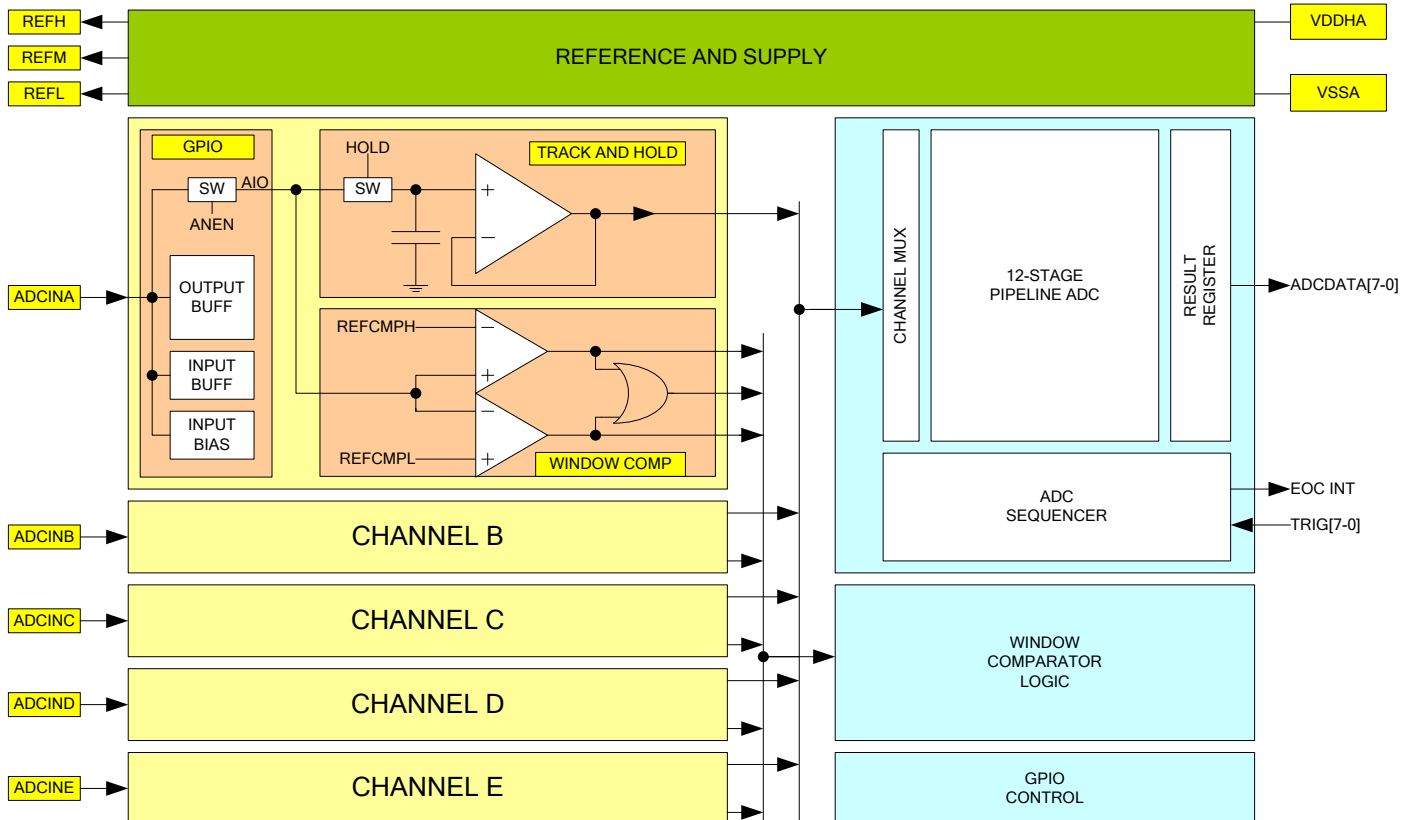 REFH
REFM
REFL
REFERENCE AND SUPPLY
VDDHA
VSSA
GPIO
SW
AIO
ANEN
OUTPUT
BUFF
INPUT
BUFF
INPUT
BIAS
ADCINA
HOLD
SW
TRACK AND HOLD
+
−
REFCMPH
−
+
−
+
REFCMPL
WINDOW COMP
CHANNEL MUX
12-STAGE
PIPELINE ADC
RESULT
REGISTER
ADCDATA[7-0]
ADC
SEQUENCER
EOC INT
TRIG[7-0]
ADCINB
CHANNEL B
ADCINC
CHANNEL C
ADCIND
CHANNEL D
ADCINE
CHANNEL E
WINDOW
COMPARATOR
LOGIC
GPIO
CONTROL